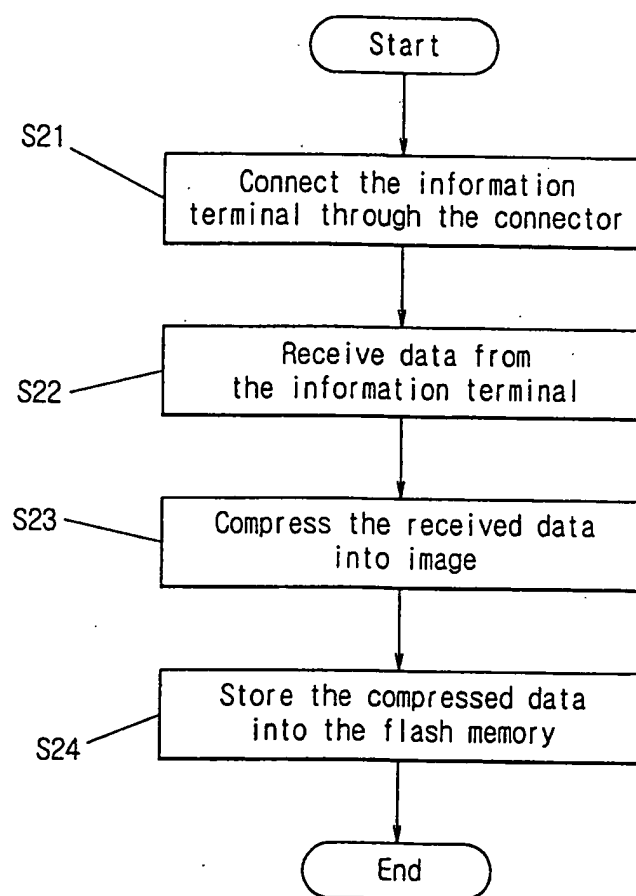 Start
S21
Connect the information
terminal through the connector
Receive data from
the information terminal
S22
S23
Compress the received data
into image
Store the compressed data
into the flash memory
S24
End